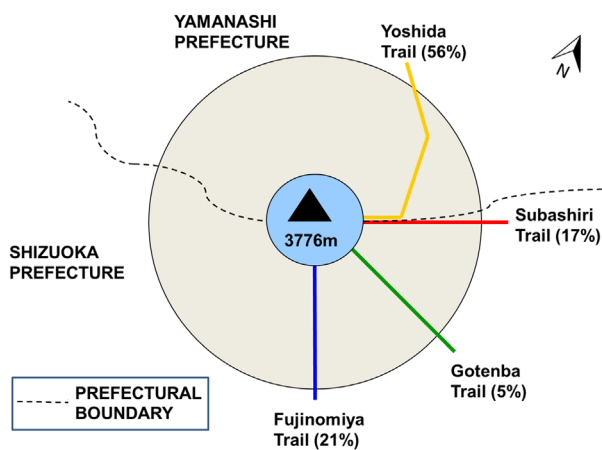 YAMANASHI
PREFECTURE
Yoshida
Trail (56%)
N
3776m
Subashiri
Trail (17%)
SHIZUOKA
PREFECTURE
Gotenba
Trail (5%)
PREFECTURAL
BOUNDARY
Fujinomiya
Trail (21%)